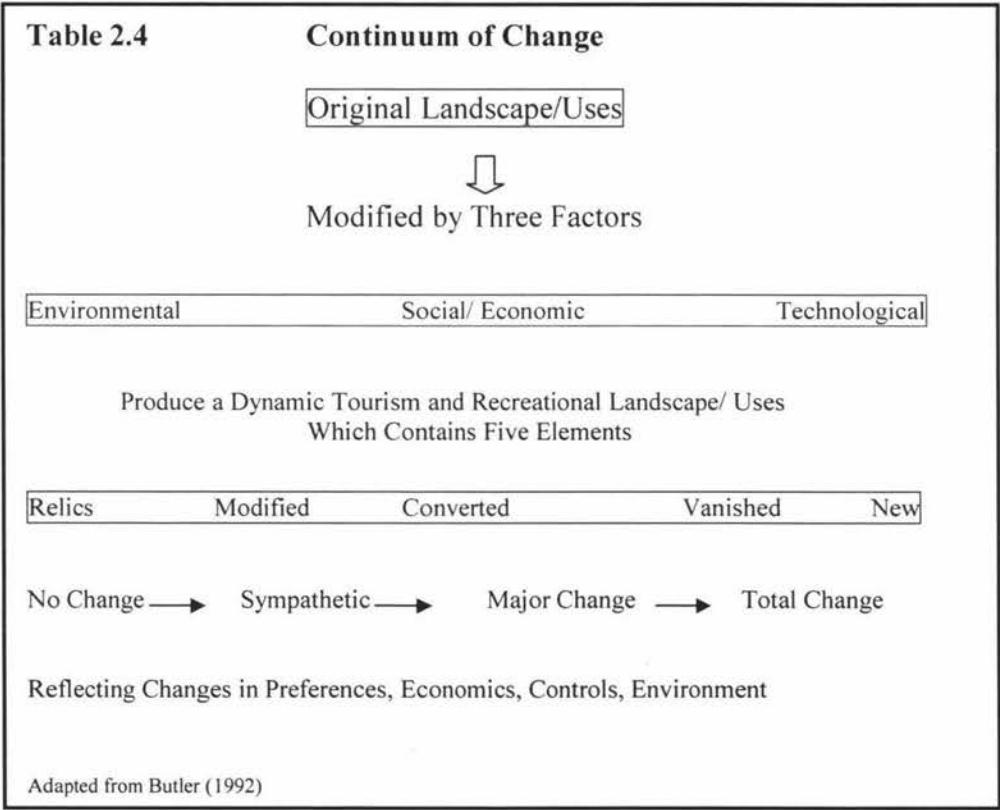 Table 2.4 Continuum of Change
Original Landscape/Uses
Modified by Three Factors
Environmental Social/ Economic Technological
Produce a Dynamic Tourism and Recreational Landscape/ Uses
Which Contains Five Elements
Relics Modified Converted Vanished New
No Change Sympathetic Major Change Total Change
Reflecting Changes in Preferences, Economics, Controls, Environment
Adapted from Butler (1992)